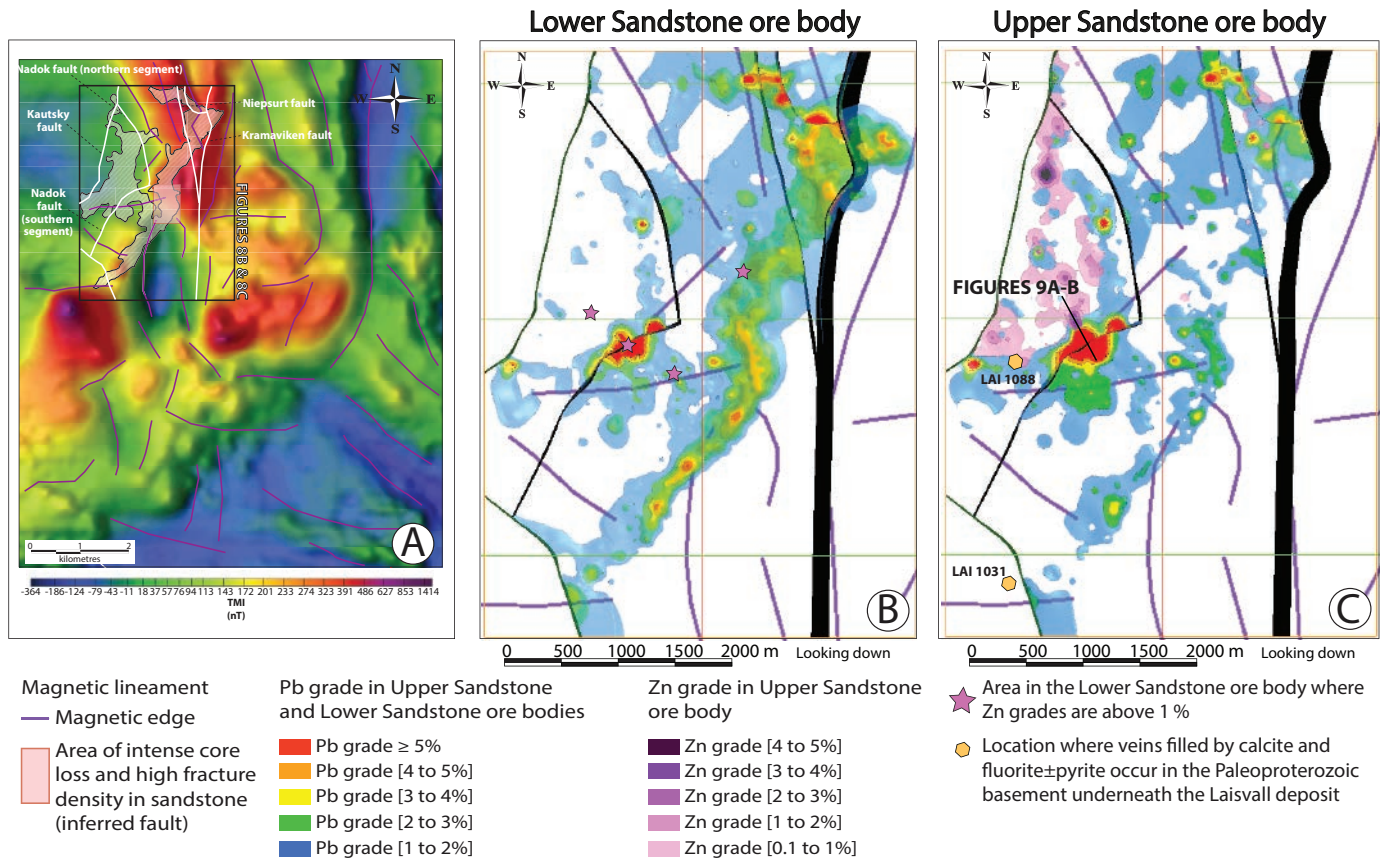 Lower Sandstone ore body
Upper Sandstone ore body
Nadok fault (northern segment)
Kautsky
fault
Nadok
fault
(southern
segment)
Niepsurt fault
Kramaviken fault
FIGURES 8B & 8C
N
W
E
S
0 1 2
kilometres
A
-364 -186 -124 -79 -43 -11 18 37 57 76 94 113 143 172 201 233 274 323 391 486 627 853 1414
TMI
(nT)
N
W
E
S
B
0 500 1000 1500 2000 m
Looking down
N
W
E
S
FIGURES 9A-B
LAI 1088
LAI 1031
C
0 500 1000 1500 2000 m
Looking down
Magnetic lineament
Magnetic edge
Area of intense core
loss and high fracture
density in sandstone
(inferred fault)
Pb grade in Upper Sandstone
and Lower Sandstone ore bodies
Pb grade ≥ 5%
Pb grade [4 to 5%]
Pb grade [3 to 4%]
Pb grade [2 to 3%]
Pb grade [1 to 2%]
Zn grade in Upper Sandstone
ore body
Zn grade [4 to 5%]
Zn grade [3 to 4%]
Zn grade [2 to 3%]
Zn grade [1 to 2%]
Zn grade [0.1 to 1%]
Area in the Lower Sandstone ore body where
Zn grades are above 1 %
Location where veins filled by calcite and
fluorite±pyrite occur in the Paleoproterozoic
basement underneath the Laisvall deposit